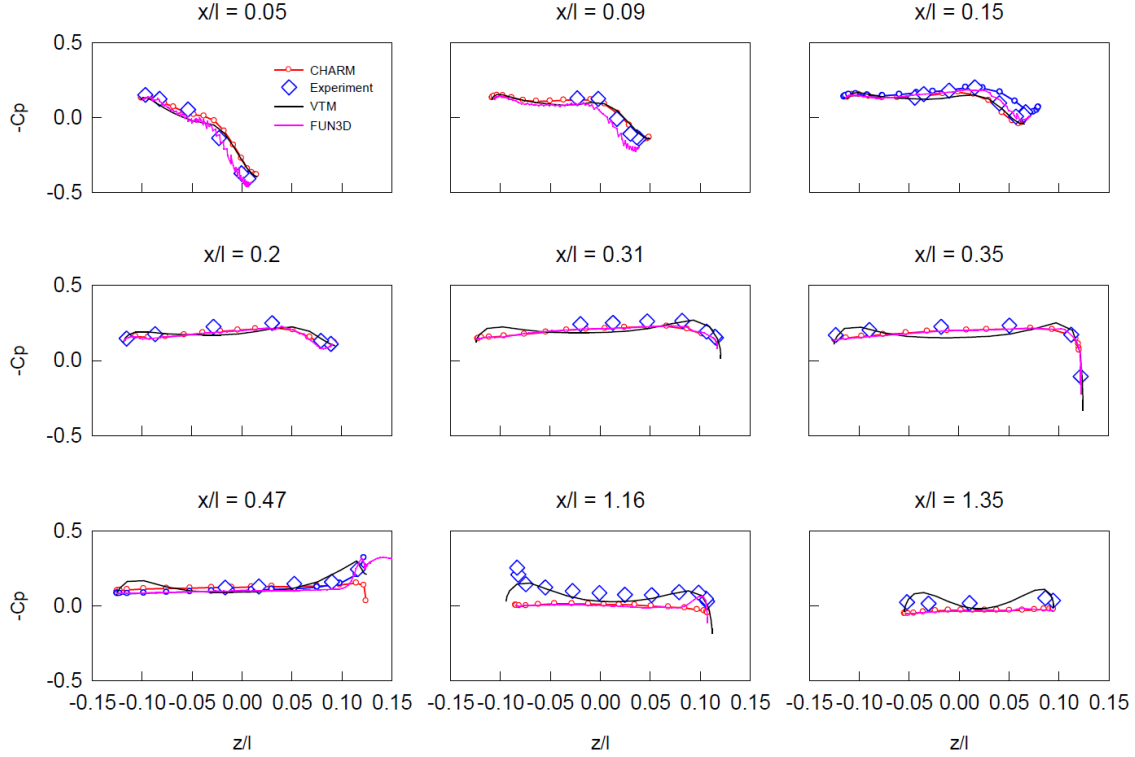 x/l = 0.05 x/l = 0.09 x/l = 0.15
0.5
0.0
-0.5
-Cp
CHARM
Experiment
VTM
FUN3D
x/l = 0.2 x/l = 0.31 x/l = 0.35
0.5
0.0
-0.5
-Cp
x/l = 0.47 x/l = 1.16 x/l = 1.35
0.5
0.0
-0.5
-Cp
-0.15 -0.10 -0.05 0.00 0.05 0.10 0.15 -0.15 -0.10 -0.05 0.00 0.05 0.10 0.15 -0.15 -0.10 -0.05 0.00 0.05 0.10 0.15
z/l z/l z/l